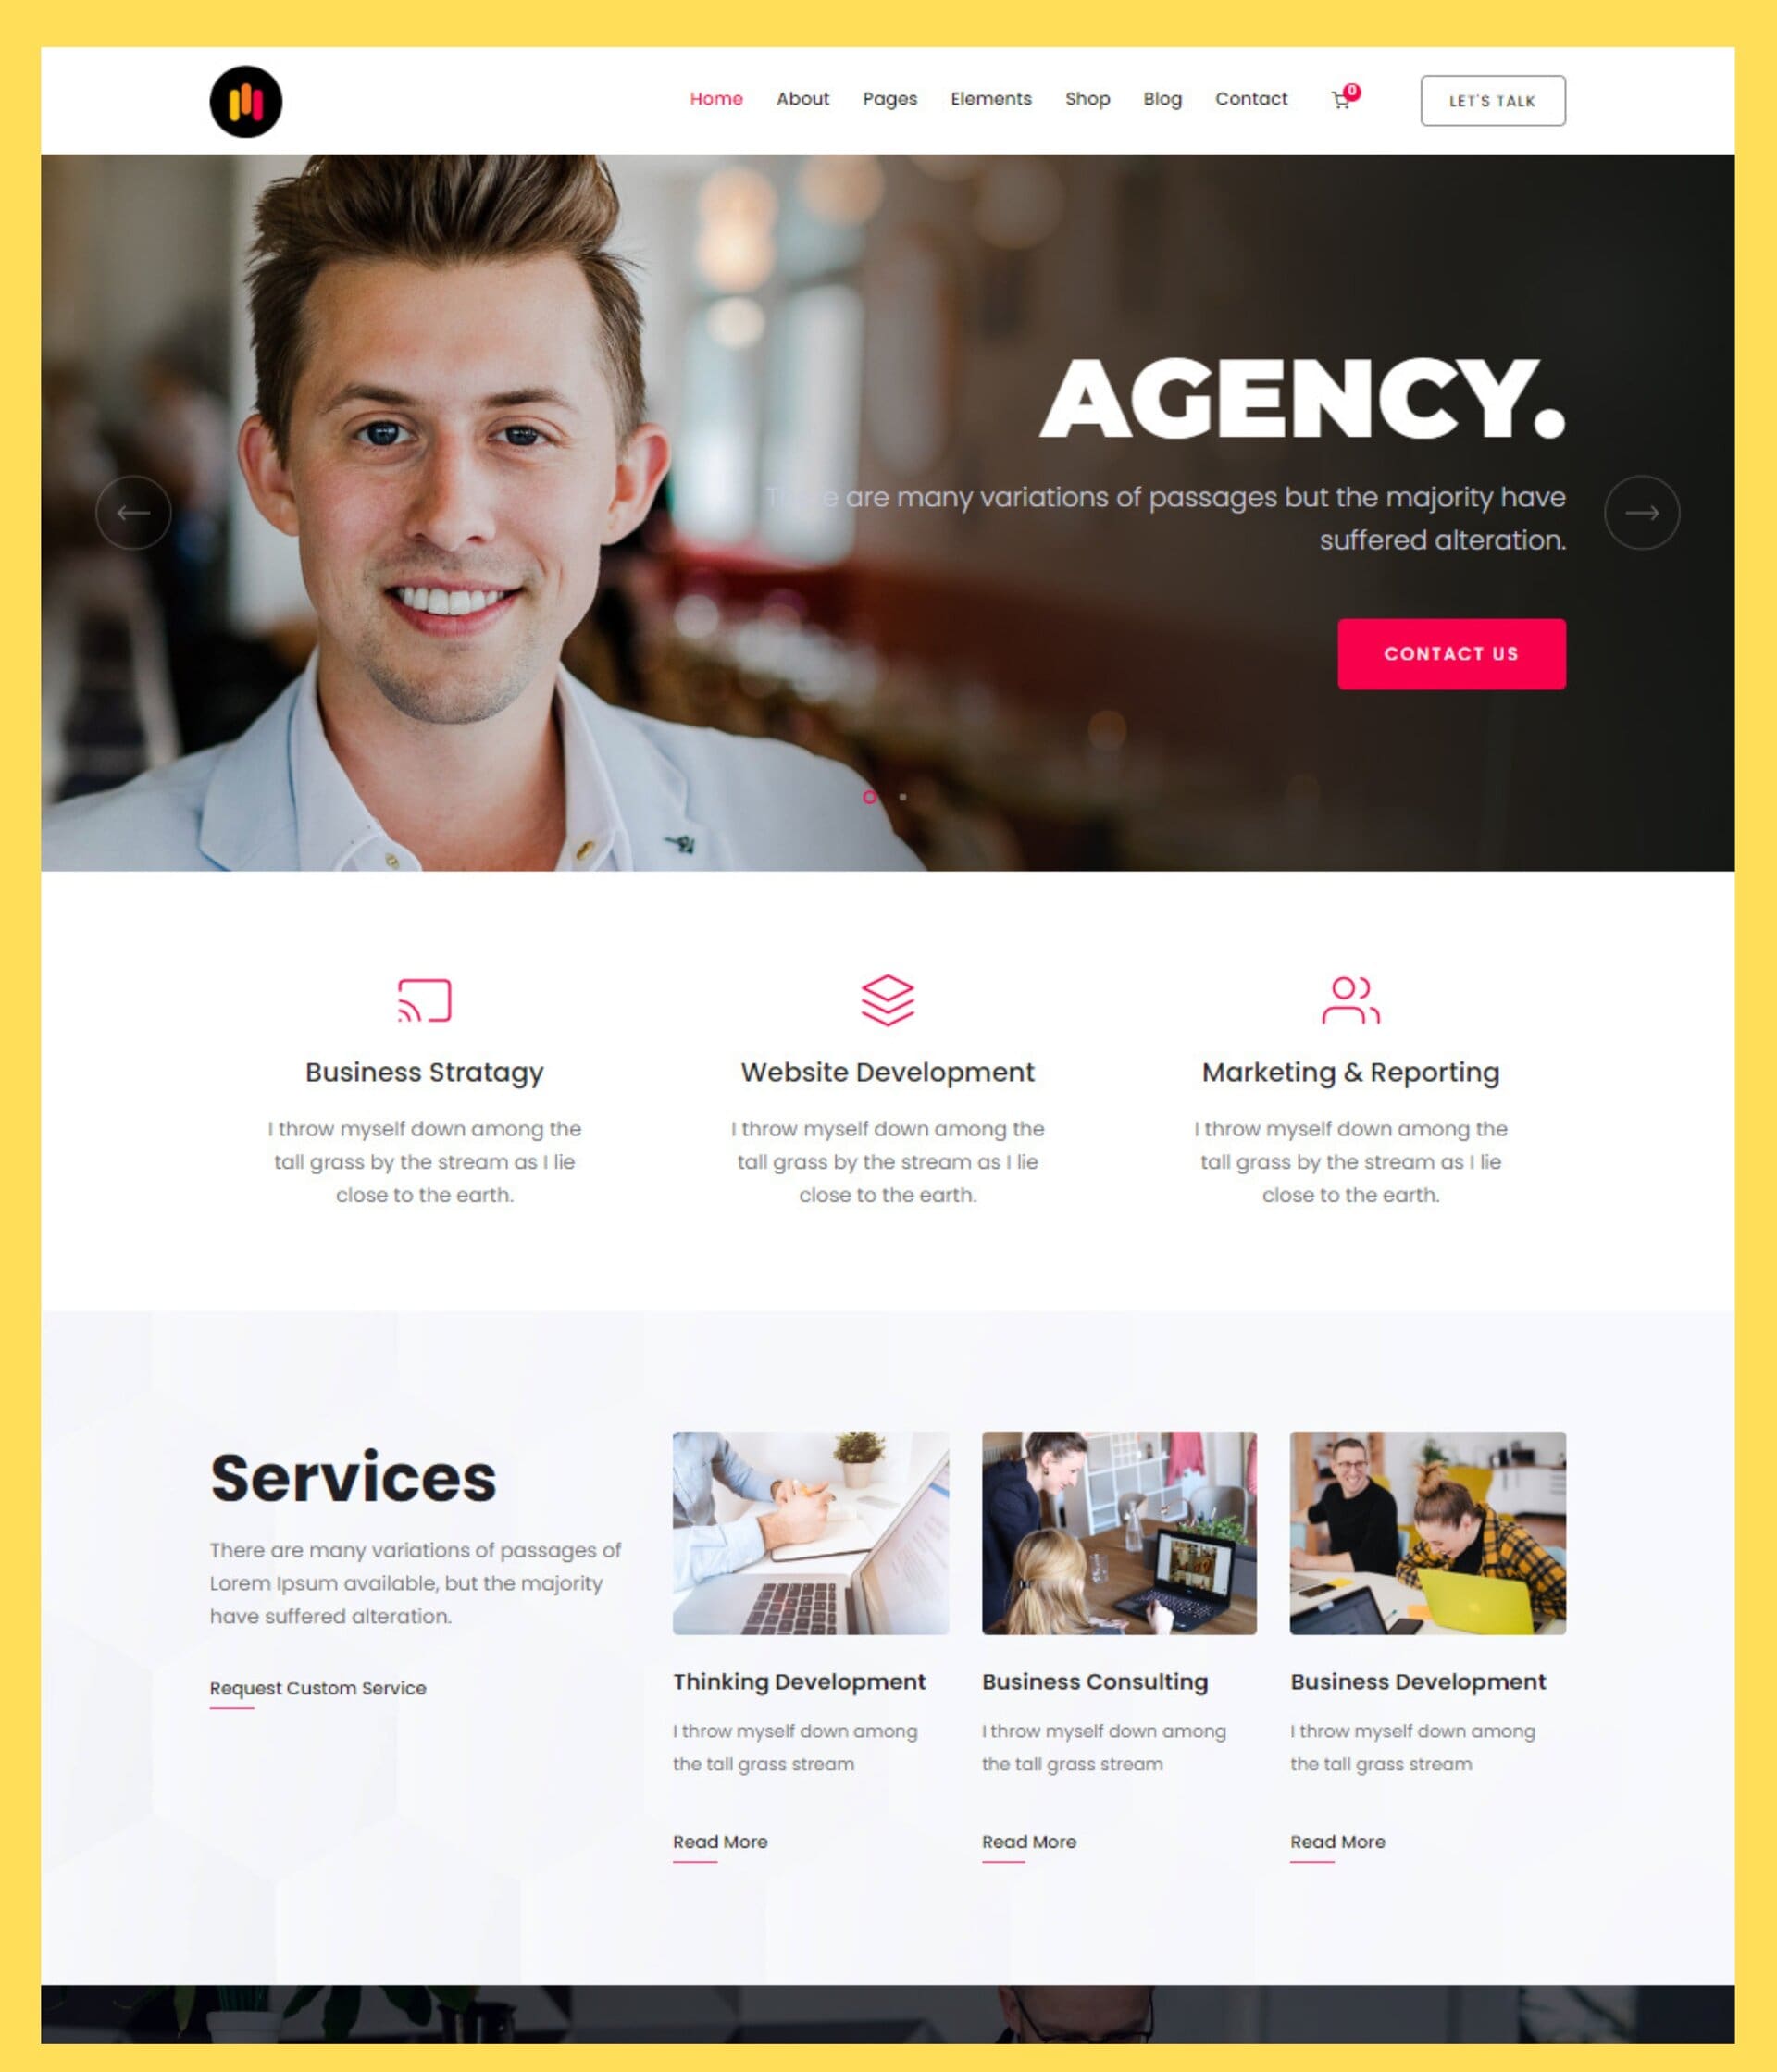 Home About Pages Elements Shop Blog Contact 0 LET'S TALK
AGENCY.
There are many variations of passages but the majority have
suffered alteration.
CONTACT US
Business Stratagy
I throw myself down among the
tall grass by the stream as I lie
close to the earth.
Website Development
I throw myself down among the
tall grass by the stream as I lie
close to the earth.
Marketing & Reporting
I throw myself down among the
tall grass by the stream as I lie
close to the earth.
Services
There are many variations of passages of
Lorem Ipsum available, but the majority
have suffered alteration.
Request Custom Service
Thinking Development
I throw myself down among
the tall grass stream
Read More
Business Consulting
I throw myself down among
the tall grass stream
Read More
Business Development
I throw myself down among
the tall grass stream
Read More